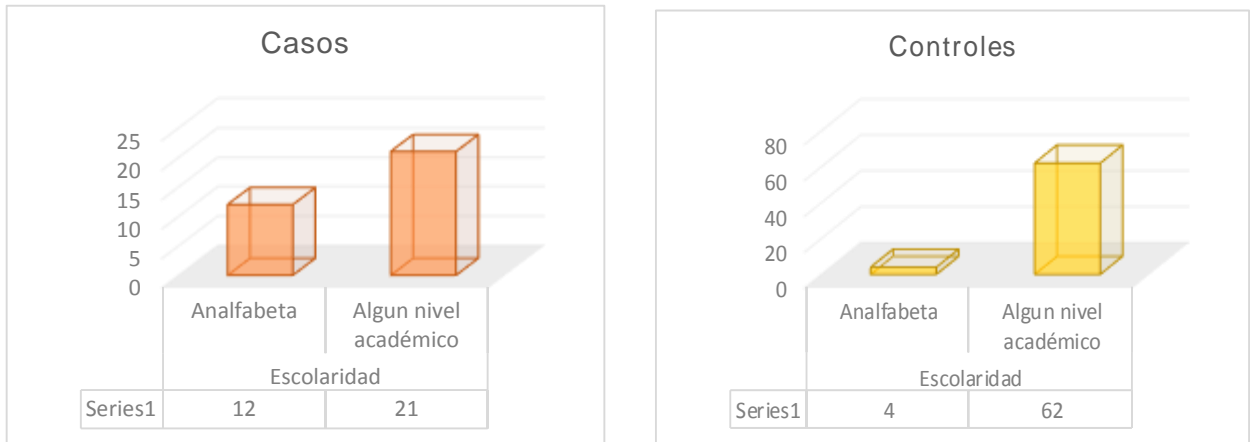 Casos
25
20
15
10
5
0
Analfabeta
Algun nivel
académico
Escolaridad
Series1 12 21
Controles
80
60
40
20
0
Analfabeta
Algun nivel
académico
Escolaridad
Series1 4 62